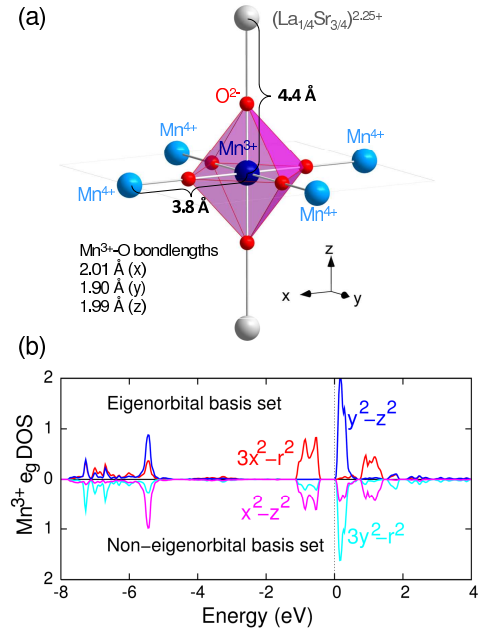 (a)
(La1/4Sr3/4)2.25+
4.4 Å
O2-
Mn4+
Mn3+
Mn4+
Mn4+
Mn4+
3.8 Å
Mn3+-O bondlengths
2.01 Å (x)
1.90 Å (y)
1.99 Å (z)
z
x
y
(b)
2
Eigenorbital basis set
y2−z2
1
3x2−r2
0
x2−z2
1
3y2−r2
Non−eigenorbital basis set
2
Mn3+ eg DOS
-8 -6 -4 -2 0 2 4
Energy (eV)